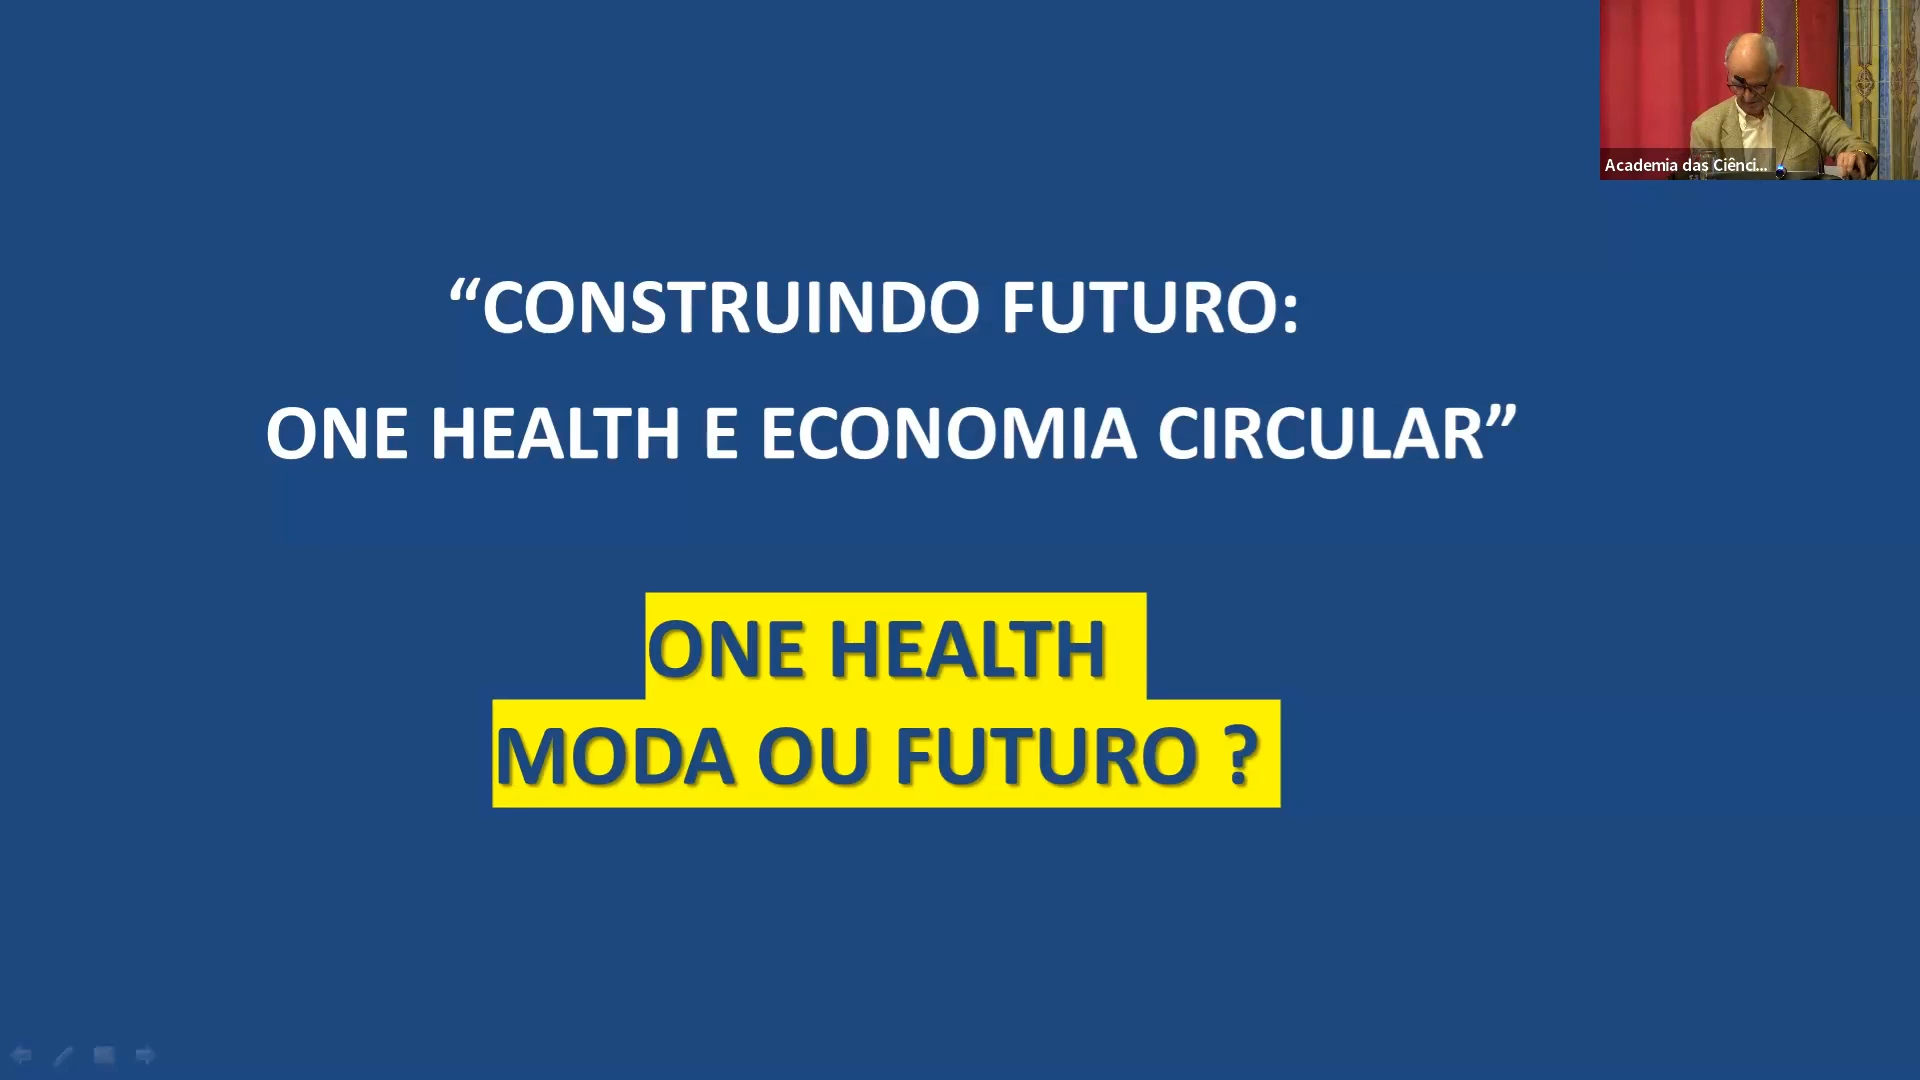 Academia das Ciênci...
“CONSTRUINDO FUTURO:
ONE HEALTH E ECONOMIA CIRCULAR”
ONE HEALTH
MODA OU FUTURO ?